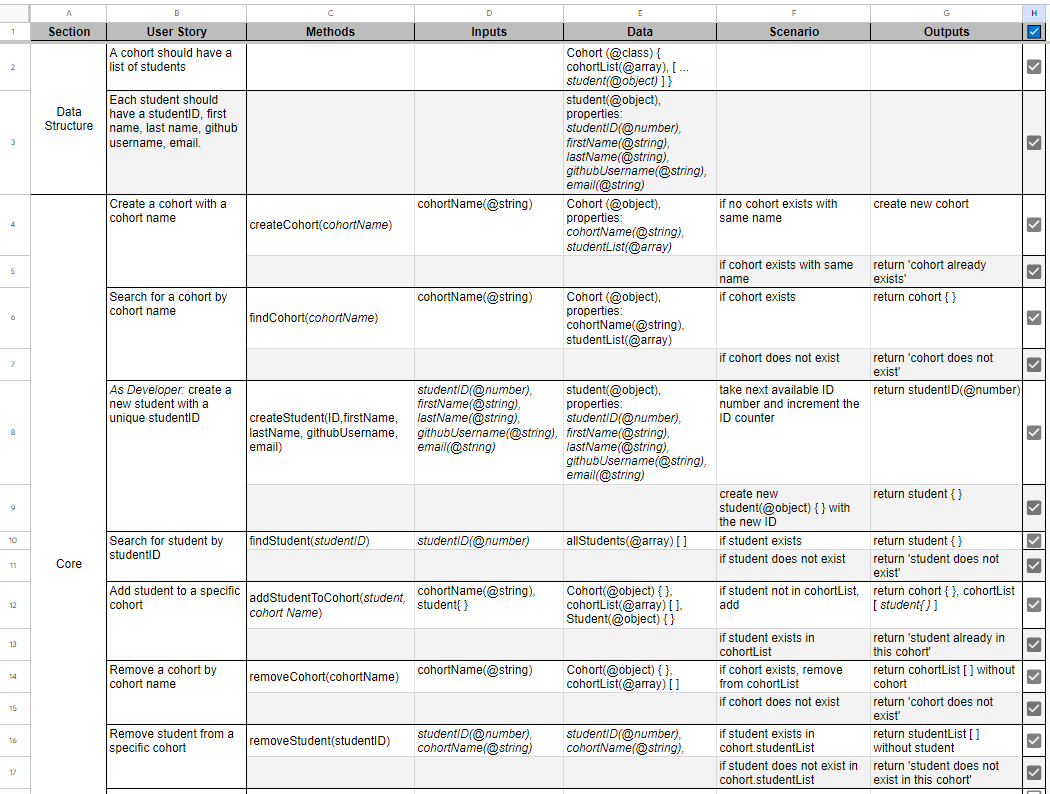 A B C D E F G H
1 Section User Story Methods Inputs Data Scenario Outputs
2
A cohort should have a
list of students
Cohort (@class) {
cohortList(@array), [ ...
student(@object) ] }
Data
Structure
3
Each student should
have a studentID, first
name, last name, github
username, email.
student(@object),
properties:
studentID(@number),
firstName(@string),
lastName(@string),
githubUsername(@string),
email(@string)
Core
4
Create a cohort with a
cohort name
createCohort(cohortName)
cohortName(@string)
Cohort (@object),
properties:
cohortName(@string),
studentList(@array)
if no cohort exists with
same name
create new cohort
5
if cohort exists with same
name
return 'cohort already
exists'
6
Search for a cohort by
cohort name
findCohort(cohortName)
cohortName(@string)
Cohort (@object),
properties:
cohortName(@string),
studentList(@array)
if cohort exists
return cohort { }
7
if cohort does not exist
return 'cohort does not
exist'
8
As Developer: create a
new student with a
unique studentID
createStudent(ID,firstName,
lastName, githubUsername,
email)
studentID(@number),
firstName(@string),
lastName(@string),
githubUsername(@string),
email(@string)
student(@object),
properties:
studentID(@number),
firstName(@string),
lastName(@string),
githubUsername(@string),
email(@string)
take next available ID
number and increment the
ID counter
return studentID(@number)
9
create new
student(@object) { } with
the new ID
return student { }
10
Search for student by
studentID
findStudent(studentID)
studentID(@number)
allStudents(@array) [ ]
if student exists
return student { }
11
if student does not exist
return 'student does not
exist'
12
Add student to a specific
cohort
addStudentToCohort(student,
cohort Name)
cohortName(@string),
student{ }
Cohort(@object) { },
cohortList(@array) [ ],
Student(@object) { }
if student not in cohortList,
add
return cohort { }, cohortList
[ student{ } ]
13
if student exists in
cohortList
return 'student already in
this cohort'
14
Remove a cohort by
cohort name
removeCohort(cohortName)
cohortName(@string)
Cohort(@object) { },
cohortList(@array) [ ]
if cohort exists, remove
from cohortList
return cohortList [ ] without
cohort
15
if cohort does not exist
return 'cohort does not
exist'
16
Remove student from a
specific cohort
removeStudent(studentID)
studentID(@number),
cohortName(@string)
studentID(@number),
cohortName(@string),
if student exists in
cohort.studentList
return studentList [ ]
without student
17
if student does not exist in
cohort.studentList
return 'student does not
exist in this cohort'